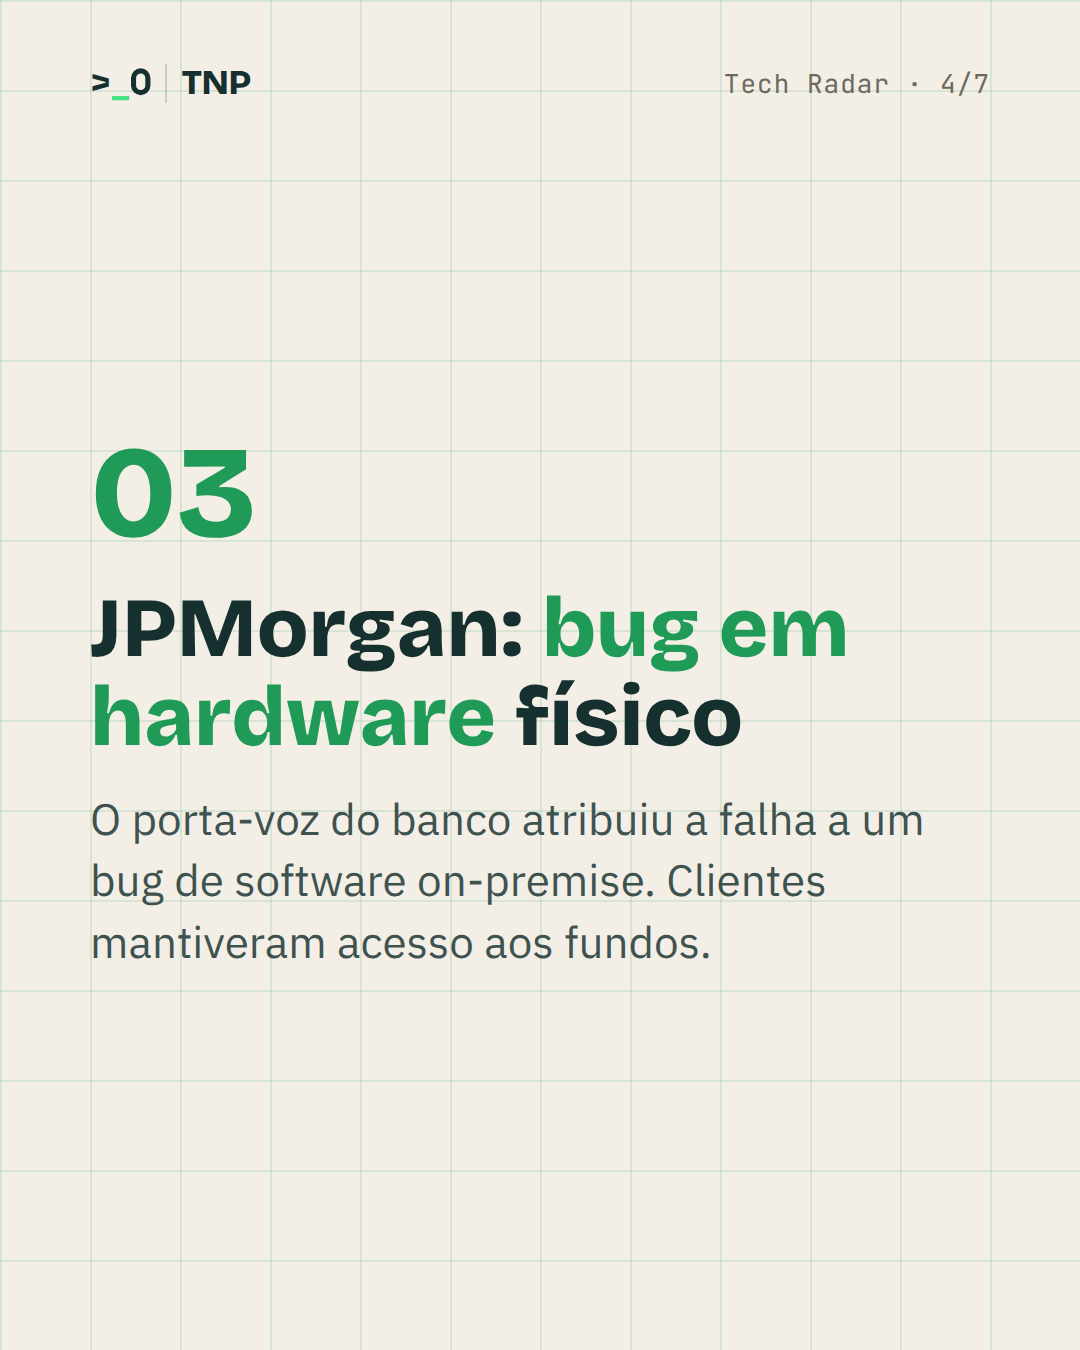 >_0 TNP
Tech Radar · 4/7
03
JPMorgan: bug em
hardware físico
O porta-voz do banco atribuiu a falha a um
bug de software on-premise. Clientes
mantiveram acesso aos fundos.